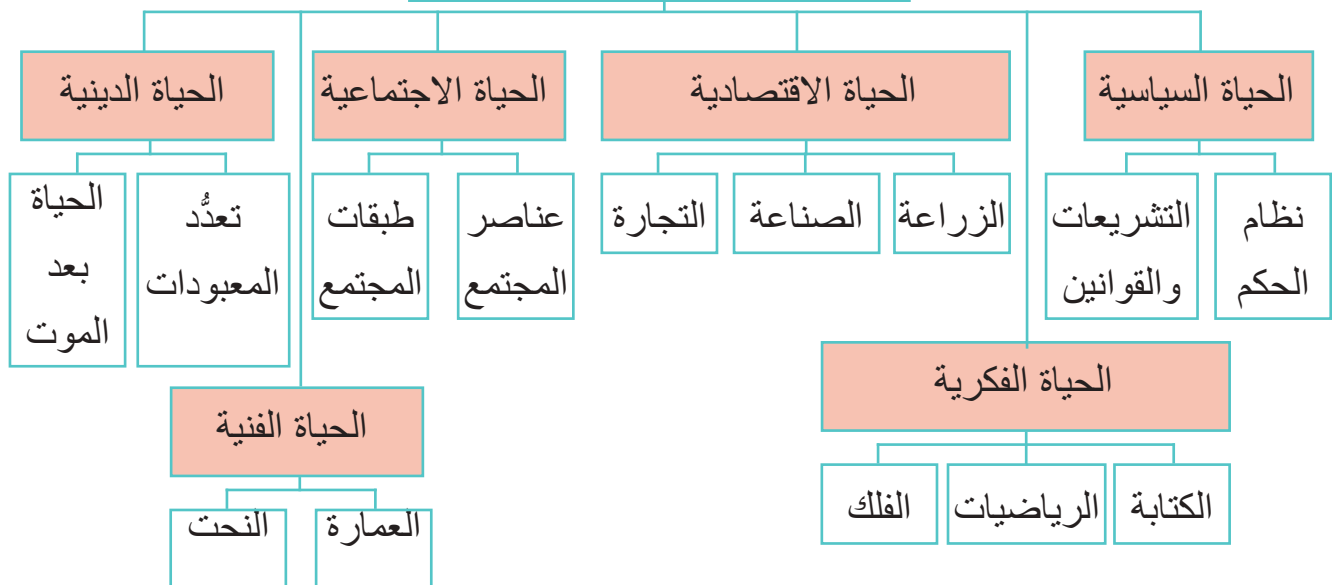 الحياة السياسية
الحياة الاقتصادية
الحياة الاجتماعية
الحياة الدينية
نظام
الحكم
التشريعات
والقوانين
الزراعة
الصناعة
التجارة
عناصر
المجتمع
طبقات
المجتمع
تعدُّد
المعبودات
الحياة
بعد
الموت
الحياة الفكرية
الكتابة
الرياضيات
الفلك
الحياة الفنية
العمارة
النحت